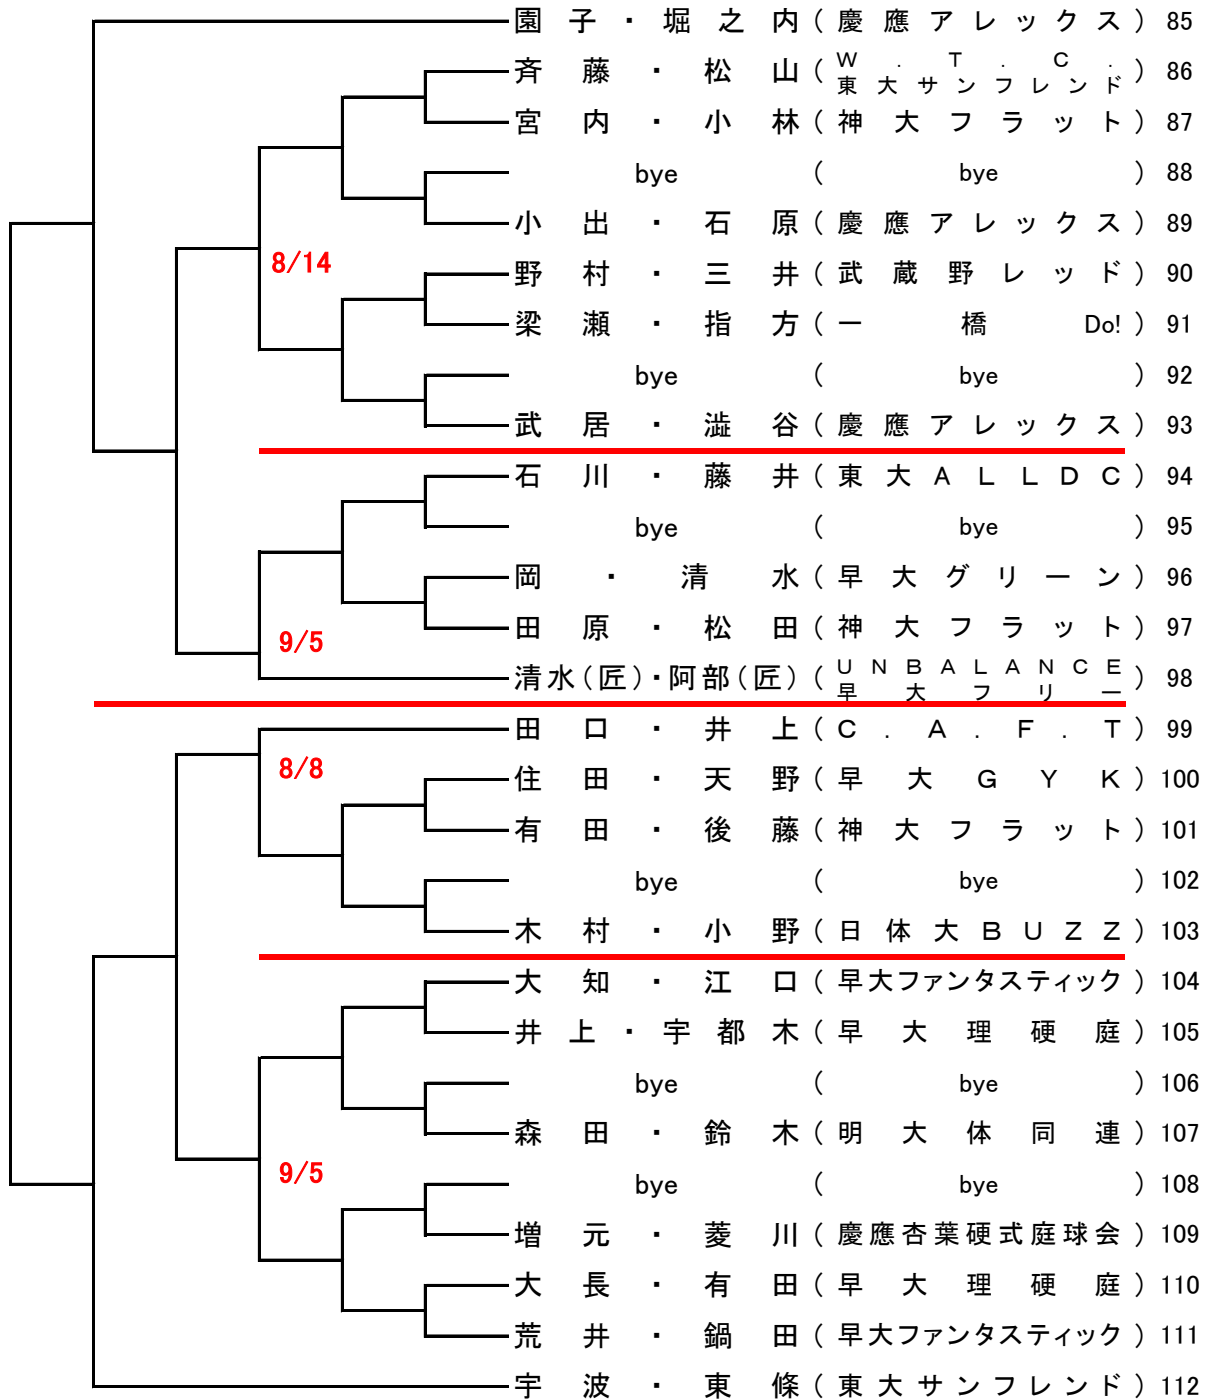 園子・堀之内(慶應アレックス) 85
斉藤・松山(W.T.C.東大サンフレンド) 86
宮内・小林(神大フラット) 87
bye ( bye ) 88
小出・石原(慶應アレックス) 89
8/14
野村・三井(武蔵野レッド) 90
梁瀬・指方(一橋Do!) 91
bye ( bye ) 92
武居・澁谷(慶應アレックス) 93
石川・藤井(東大ALLDC) 94
bye ( bye ) 95
岡・清水(早大グリーン) 96
田原・松田(神大フラット) 97
9/5
清水(匠)・阿部(匠)(UNBALANCE早大フリー) 98
田口・井上(C.A.F.T) 99
8/8
住田・天野(早大GYK) 100
有田・後藤(神大フラット) 101
bye ( bye ) 102
木村・小野(日体大BUZZ) 103
大知・江口(早大ファンタスティック) 104
井上・宇都木(早大理硬庭) 105
bye ( bye ) 106
森田・鈴木(明大体同連) 107
9/5
bye ( bye ) 108
増元・菱川(慶應杏葉硬式庭球会) 109
大長・有田(早大理硬庭) 110
荒井・鍋田(早大ファンタスティック) 111
宇波・東條(東大サンフレンド) 112